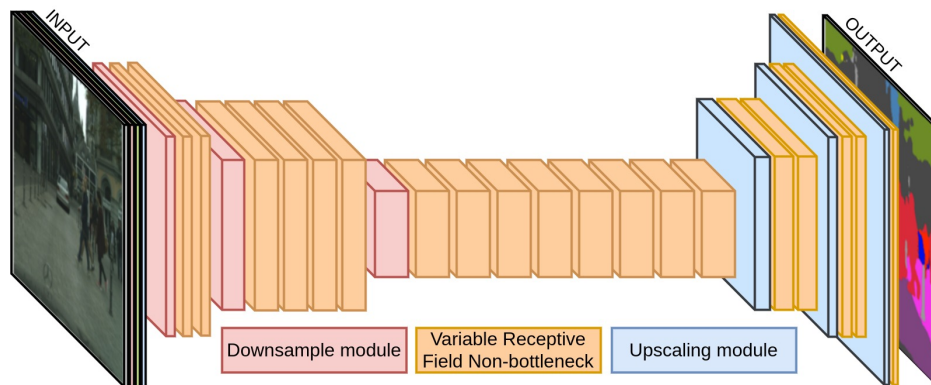 INPUT
OUTPUT
Downsample module
Variable Receptive
Field Non-bottleneck
Upscaling module